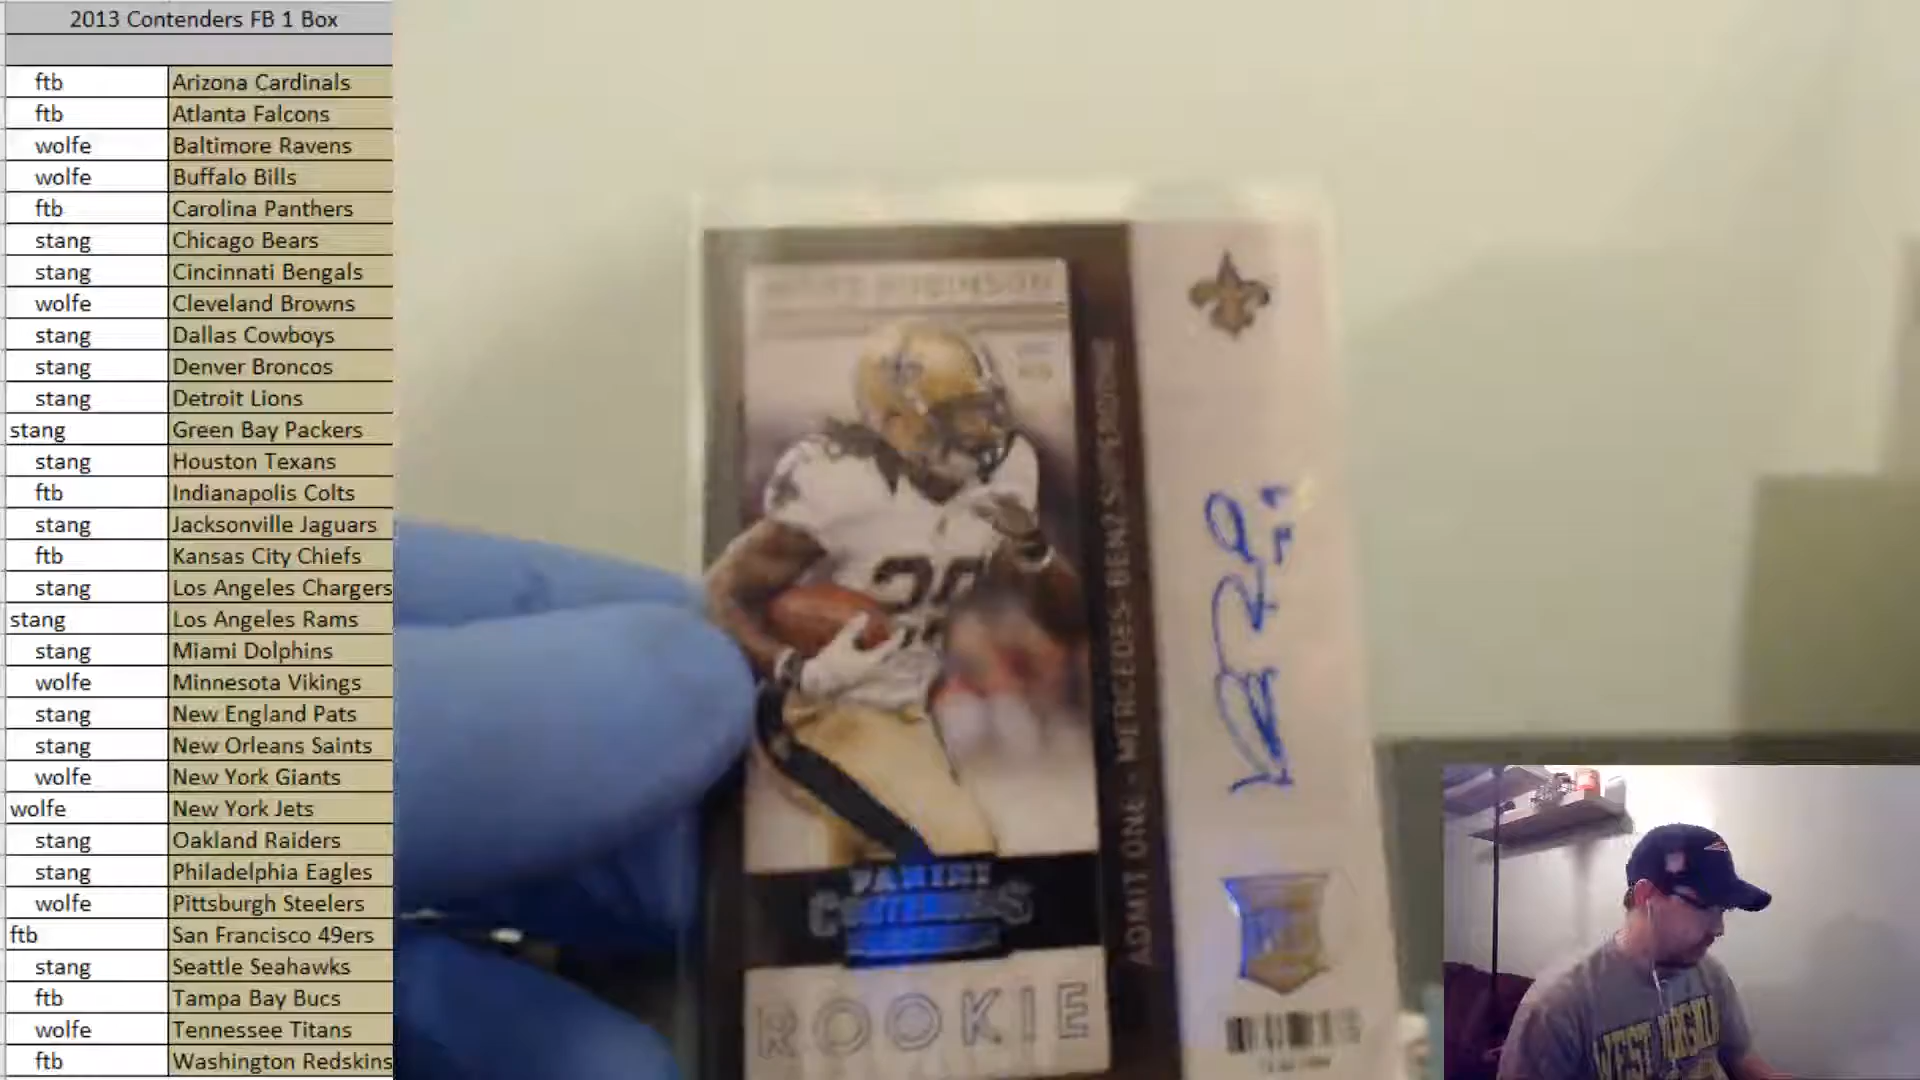 2013 Contenders FB 1 Box
ftb Arizona Cardinals
ftb Atlanta Falcons
wolfe Baltimore Ravens
wolfe Buffalo Bills
ftb Carolina Panthers
stang Chicago Bears
stang Cincinnati Bengals
wolfe Cleveland Browns
stang Dallas Cowboys
stang Denver Broncos
stang Detroit Lions
stang Green Bay Packers
stang Houston Texans
ftb Indianapolis Colts
stang Jacksonville Jaguars
ftb Kansas City Chiefs
stang Los Angeles Chargers
stang Los Angeles Rams
stang Miami Dolphins
wolfe Minnesota Vikings
stang New England Pats
stang New Orleans Saints
wolfe New York Giants
wolfe New York Jets
stang Oakland Raiders
stang Philadelphia Eagles
wolfe Pittsburgh Steelers
ftb San Francisco 49ers
stang Seattle Seahawks
ftb Tampa Bay Bucs
wolfe Tennessee Titans
ftb Washington Redskins
ROBINSON
PANINI
CONTENDERS
ROOKIE
ADMIT ONE - MERCEDES-BENZ SUPERDOME
WEST VIRGINIA